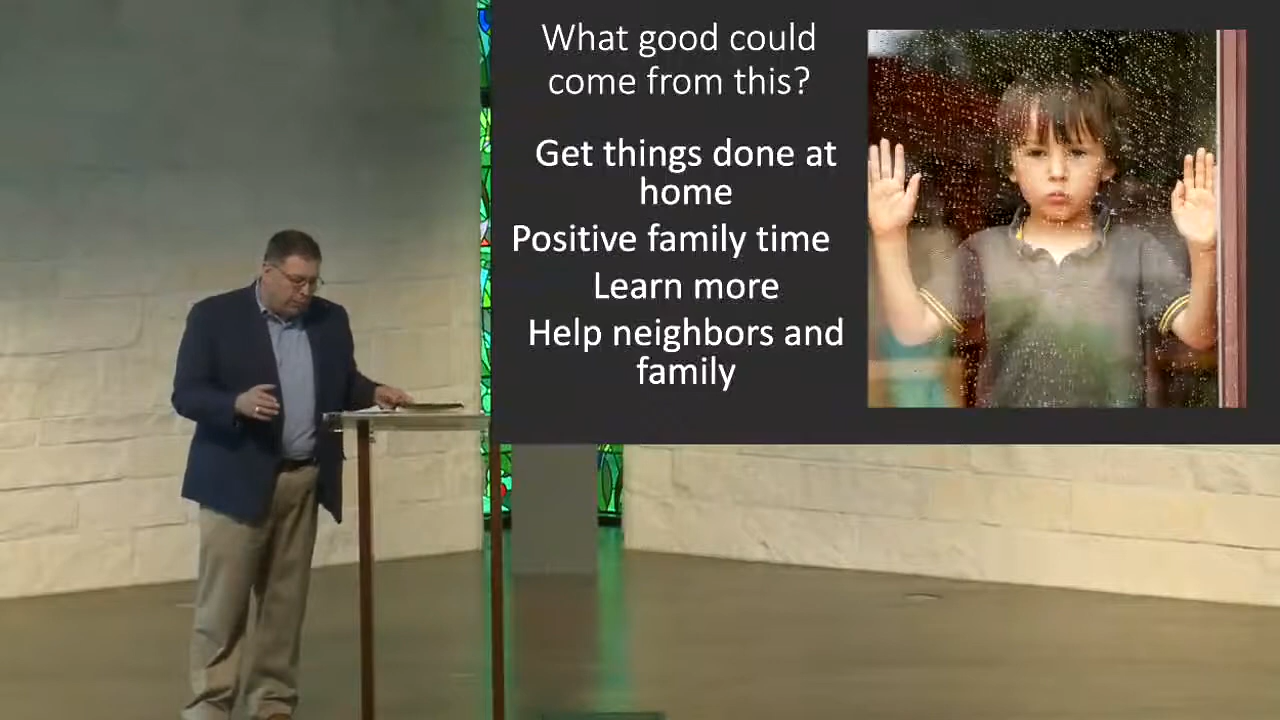 What good could
come from this?
Get things done at
home
Positive family time
Learn more
Help neighbors and
family